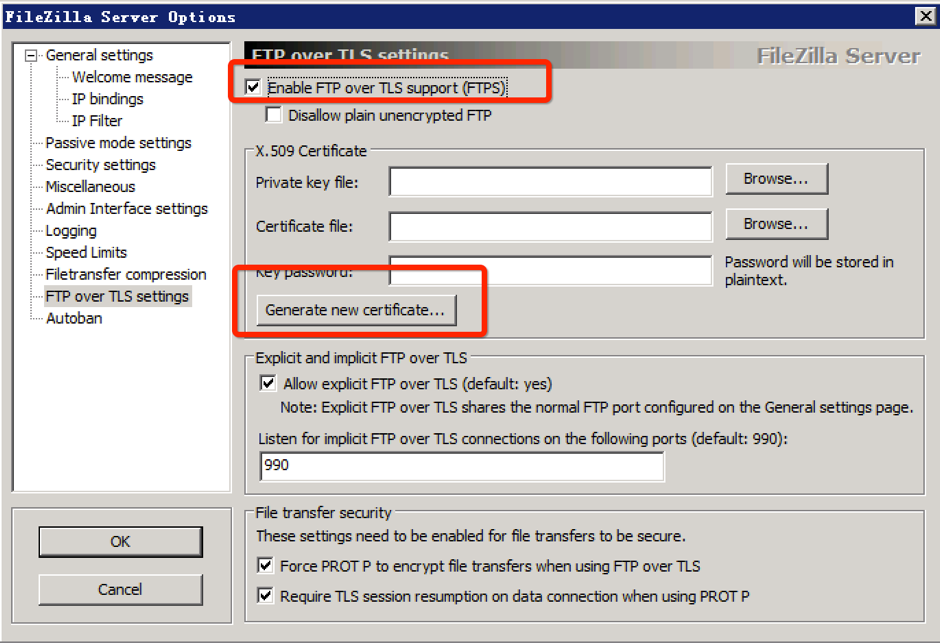 FileZilla Server Options
General settings
Welcome message
IP bindings
IP Filter
Passive mode settings
Security settings
Miscellaneous
Admin Interface settings
Logging
Speed Limits
Filetransfer compression
FTP over TLS settings
Autoban
OK
Cancel
FTP over TLS settings
FileZilla Server
Enable FTP over TLS support (FTPS)
Disallow plain unencrypted FTP
X.509 Certificate
Private key file:
Browse...
Certificate file:
Browse...
Key password:
Password will be stored in
plaintext.
Generate new certificate...
Explicit and implicit FTP over TLS
Allow explicit FTP over TLS (default: yes)
Note: Explicit FTP over TLS shares the normal FTP port configured on the General settings page.
Listen for implicit FTP over TLS connections on the following ports (default: 990):
990
File transfer security
These settings need to be enabled for file transfers to be secure.
Force PROT P to encrypt file transfers when using FTP over TLS
Require TLS session resumption on data connection when using PROT P